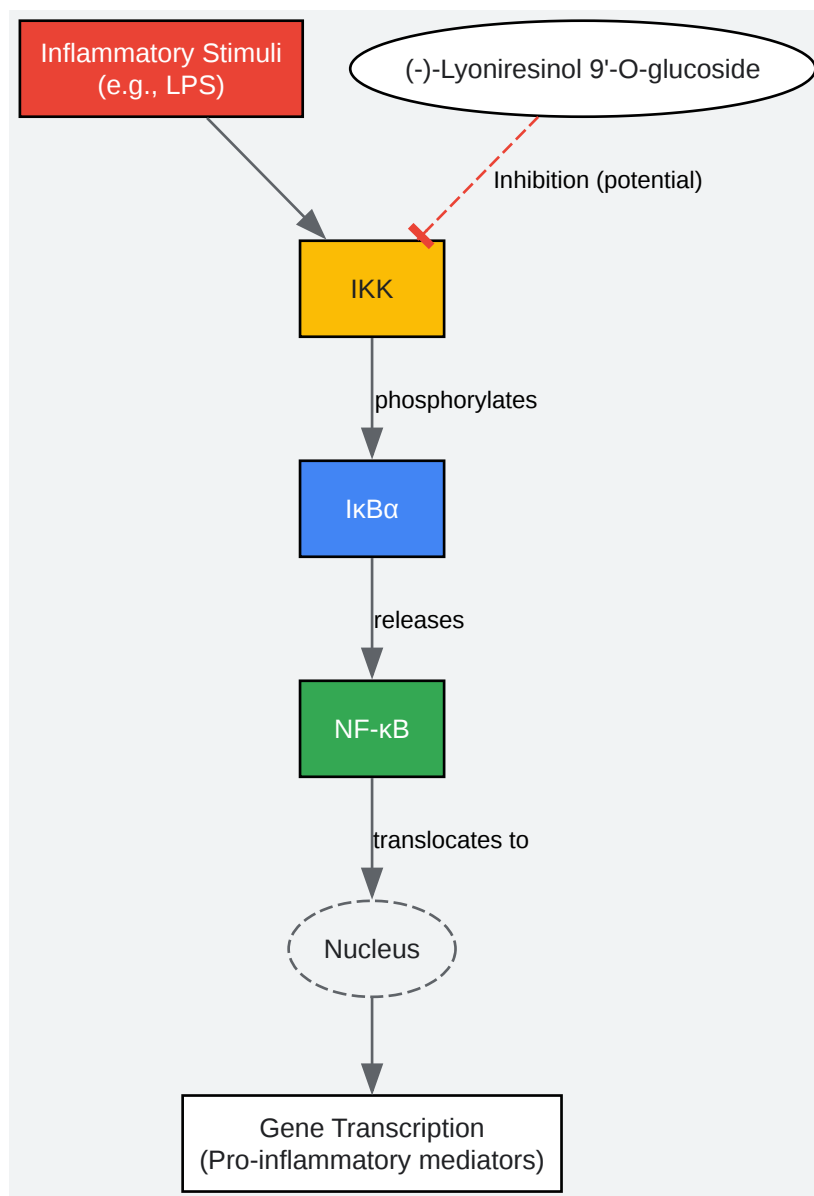 Inflammatory Stimuli
(e.g., LPS)
(-)-Lyoniresinol 9'-O-glucoside
Inhibition (potential)
IKK
phosphorylates
IκBα
releases
NF-κB
translocates to
Nucleus
Gene Transcription
(Pro-inflammatory mediators)